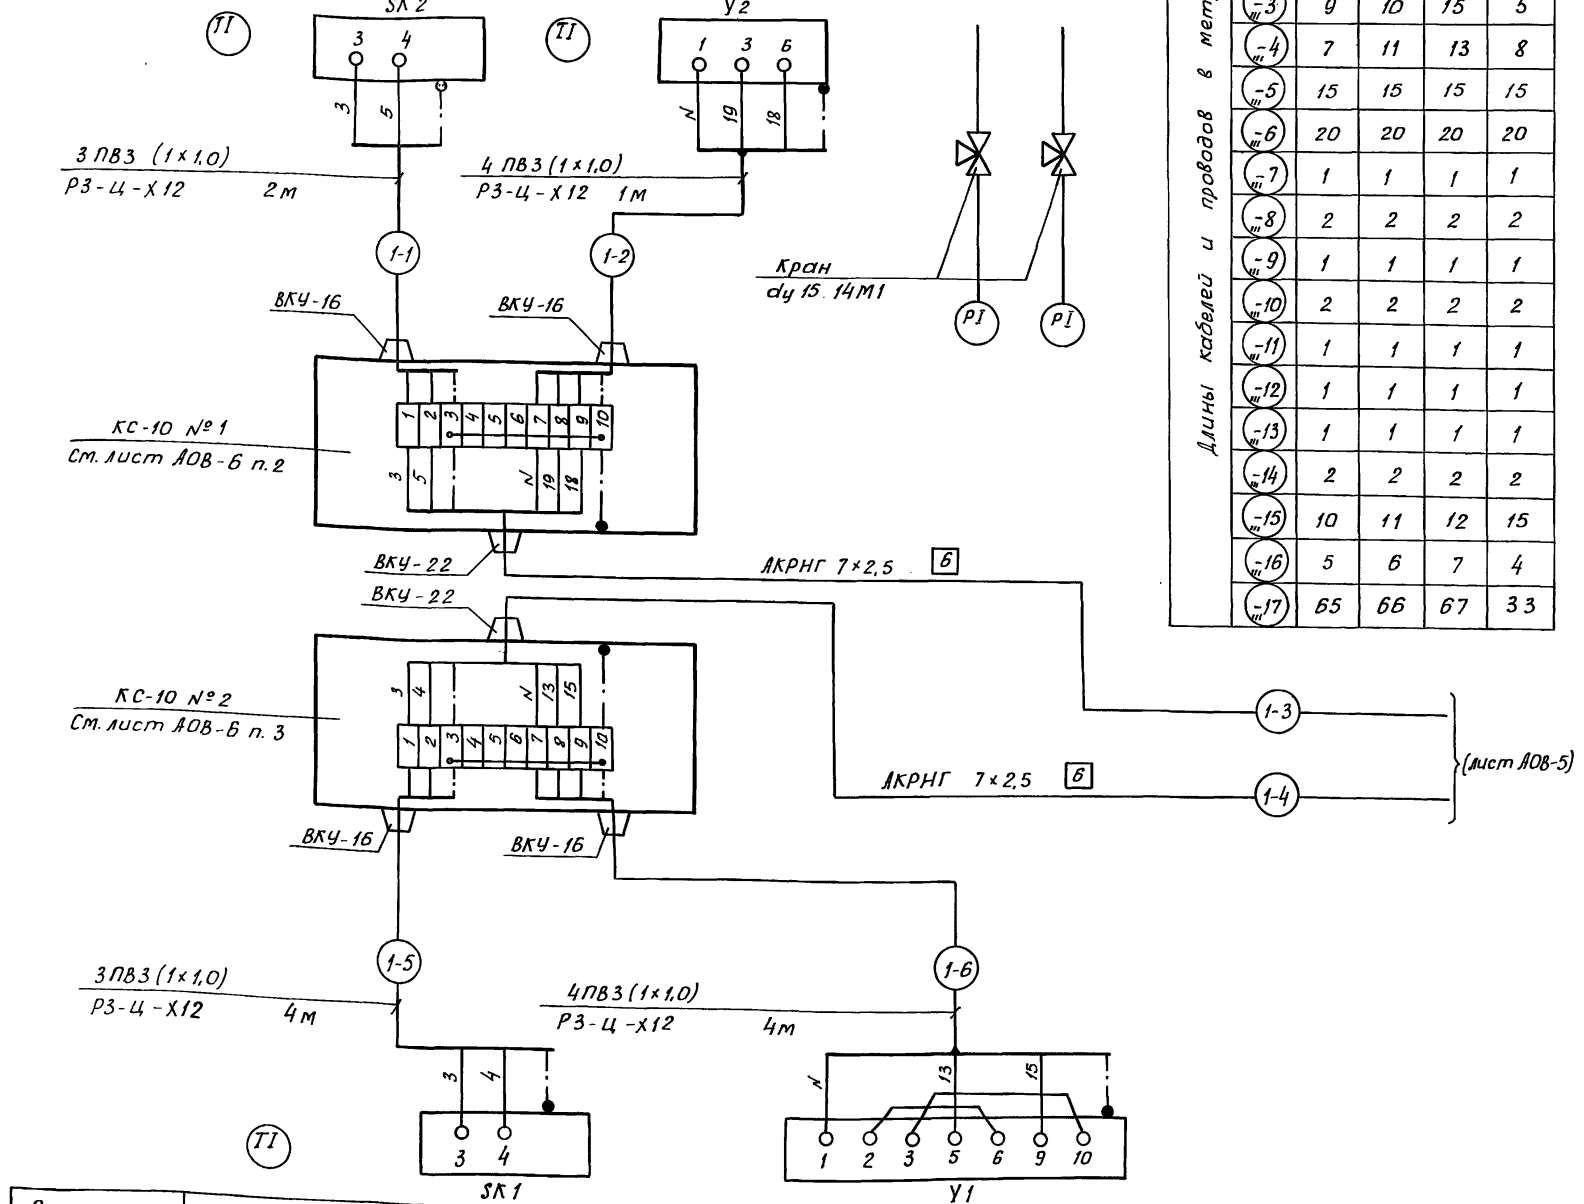 SK 2
TI
3 4
3 5
3 ПВЗ (1×1,0)
РЗ-Ц-Х12 2м
1-1
У2
TI
1 3 6
N 19 18
4 ПВЗ (1×1,0)
РЗ-Ц-Х12 1м
1-2
Кран
dу 15. 14М1
PI PI
ВКУ-16
ВКУ-16
КС-10 №1
См. лист АОВ-6 п.2
1 2 3 4 5 6 7 8 9 10
3 5 N 19 18
ВКУ-22
АКРНГ 7×2,5 6
ВКУ-22
КС-10 №2
См. лист АОВ-6 п.3
3 4 N 13 15
1 2 3 4 5 6 7 8 9 10
1-3
АКРНГ 7×2,5 6
1-4
(лист АОВ-5)
ВКУ-16
ВКУ-16
1-5
1-6
3ПВЗ (1×1,0)
РЗ-Ц-Х12 4м
4ПВЗ (1×1,0)
РЗ-Ц-Х12 4м
3 4
N 13 15
TI
3 4
SK1
1 2 3 5 6 9 10
У1
Длины кабелей и проводов в мет
...-3 9 10 15 5
...-4 7 11 13 8
...-5 15 15 15 15
...-6 20 20 20 20
...-7 1 1 1 1
...-8 2 2 2 2
...-9 1 1 1 1
...-10 2 2 2 2
...-11 1 1 1 1
...-12 1 1 1 1
...-13 1 1 1 1
...-14 2 2 2 2
...-15 10 11 12 15
...-16 5 6 7 4
...-17 65 66 67 33